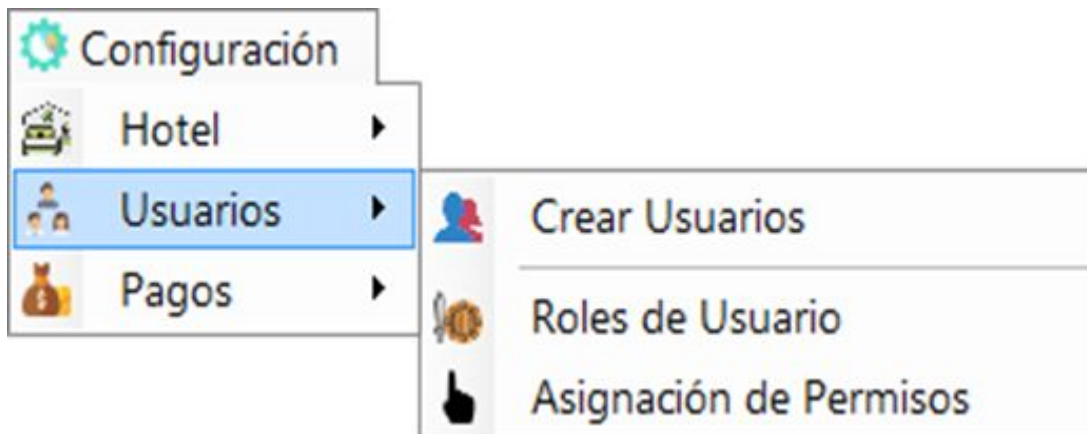 Configuración
Hotel
Usuarios
Pagos
Crear Usuarios
Roles de Usuario
Asignación de Permisos